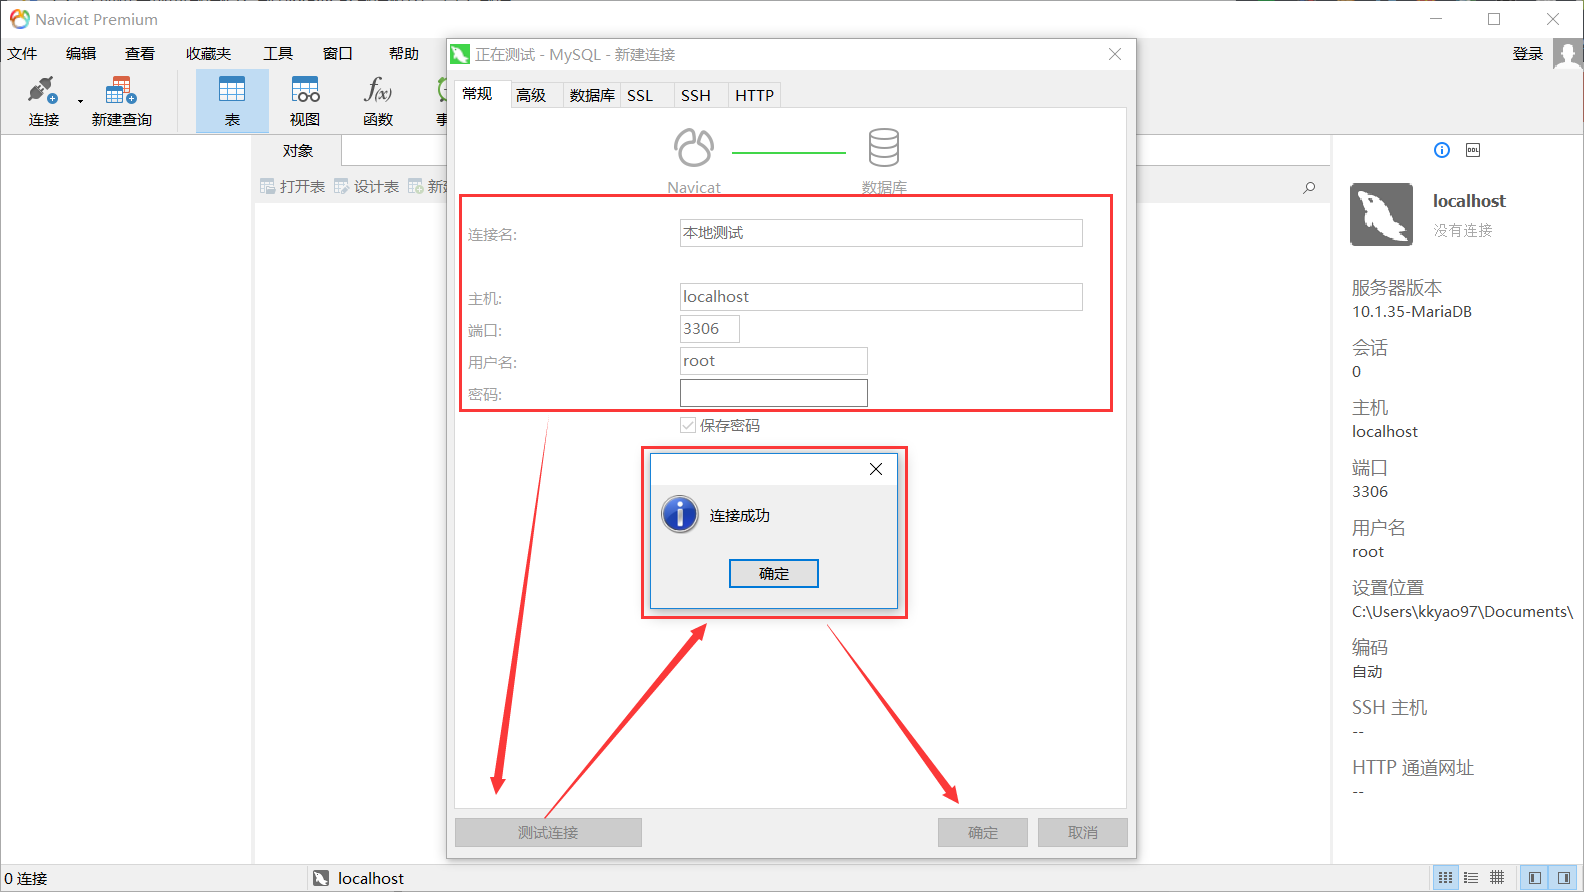 Navicat Premium
文件 编辑 查看 收藏夹 工具 窗口 帮助
登录
连接 新建查询 表 视图 函数
正在测试 - MySQL - 新建连接
常规 高级 数据库 SSL SSH HTTP
对象
打开表 设计表
Navicat 数据库
连接名: 本地测试
主机: localhost
端口: 3306
用户名: root
密码:
保存密码
连接成功
确定
测试连接 确定 取消
DDL
localhost
没有连接
服务器版本
10.1.35-MariaDB
会话
0
主机
localhost
端口
3306
用户名
root
设置位置
C:\Users\kkyao97\Documents\
编码
自动
SSH 主机
--
HTTP 通道网址
--
0 连接 localhost